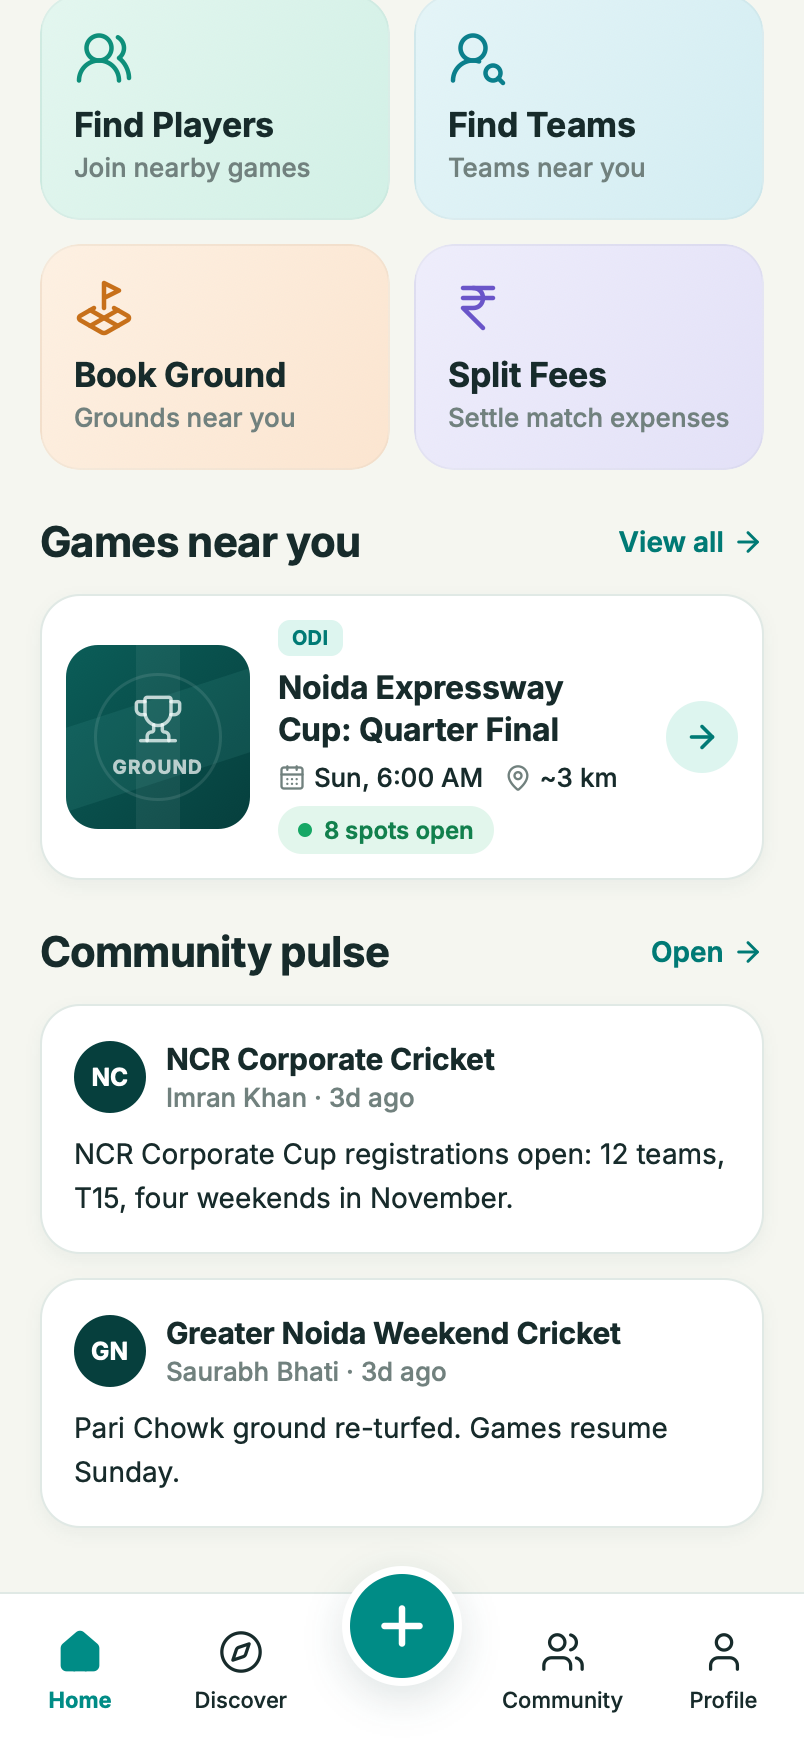 Find Players
Join nearby games
Find Teams
Teams near you
Book Ground
Grounds near you
₹
Split Fees
Settle match expenses
Games near you
View all →
GROUND
ODI
Noida Expressway
Cup: Quarter Final
Sun, 6:00 AM ~3 km
8 spots open
Community pulse
Open →
NC
NCR Corporate Cricket
Imran Khan · 3d ago
NCR Corporate Cup registrations open: 12 teams,
T15, four weekends in November.
GN
Greater Noida Weekend Cricket
Saurabh Bhati · 3d ago
Pari Chowk ground re-turfed. Games resume
Sunday.
Home
Discover
Community
Profile